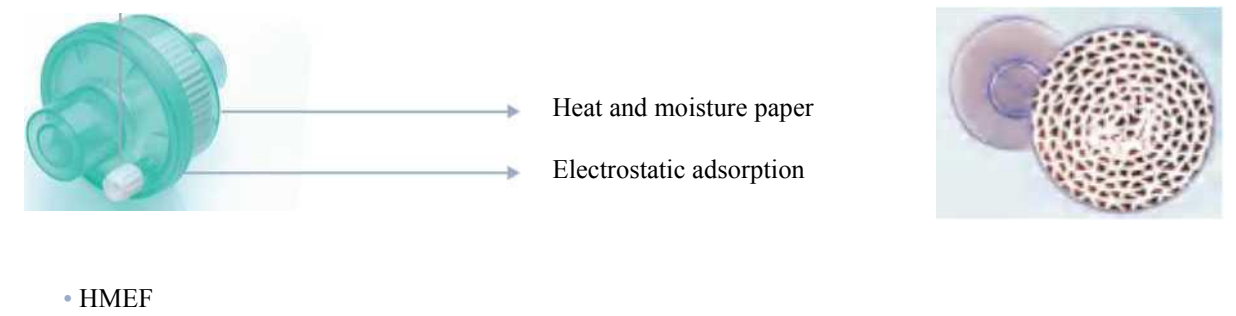 Heat and moisture paper
Electrostatic adsorption
• HMEF